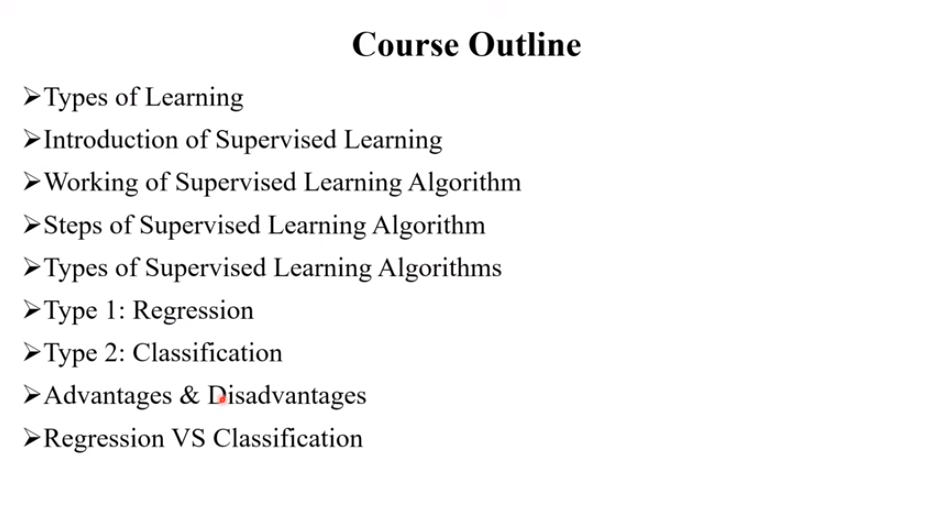 Course Outline
➢Types of Learning
➢Introduction of Supervised Learning
➢Working of Supervised Learning Algorithm
➢Steps of Supervised Learning Algorithm
➢Types of Supervised Learning Algorithms
➢Type 1: Regression
➢Type 2: Classification
➢Advantages & Disadvantages
➢Regression VS Classification